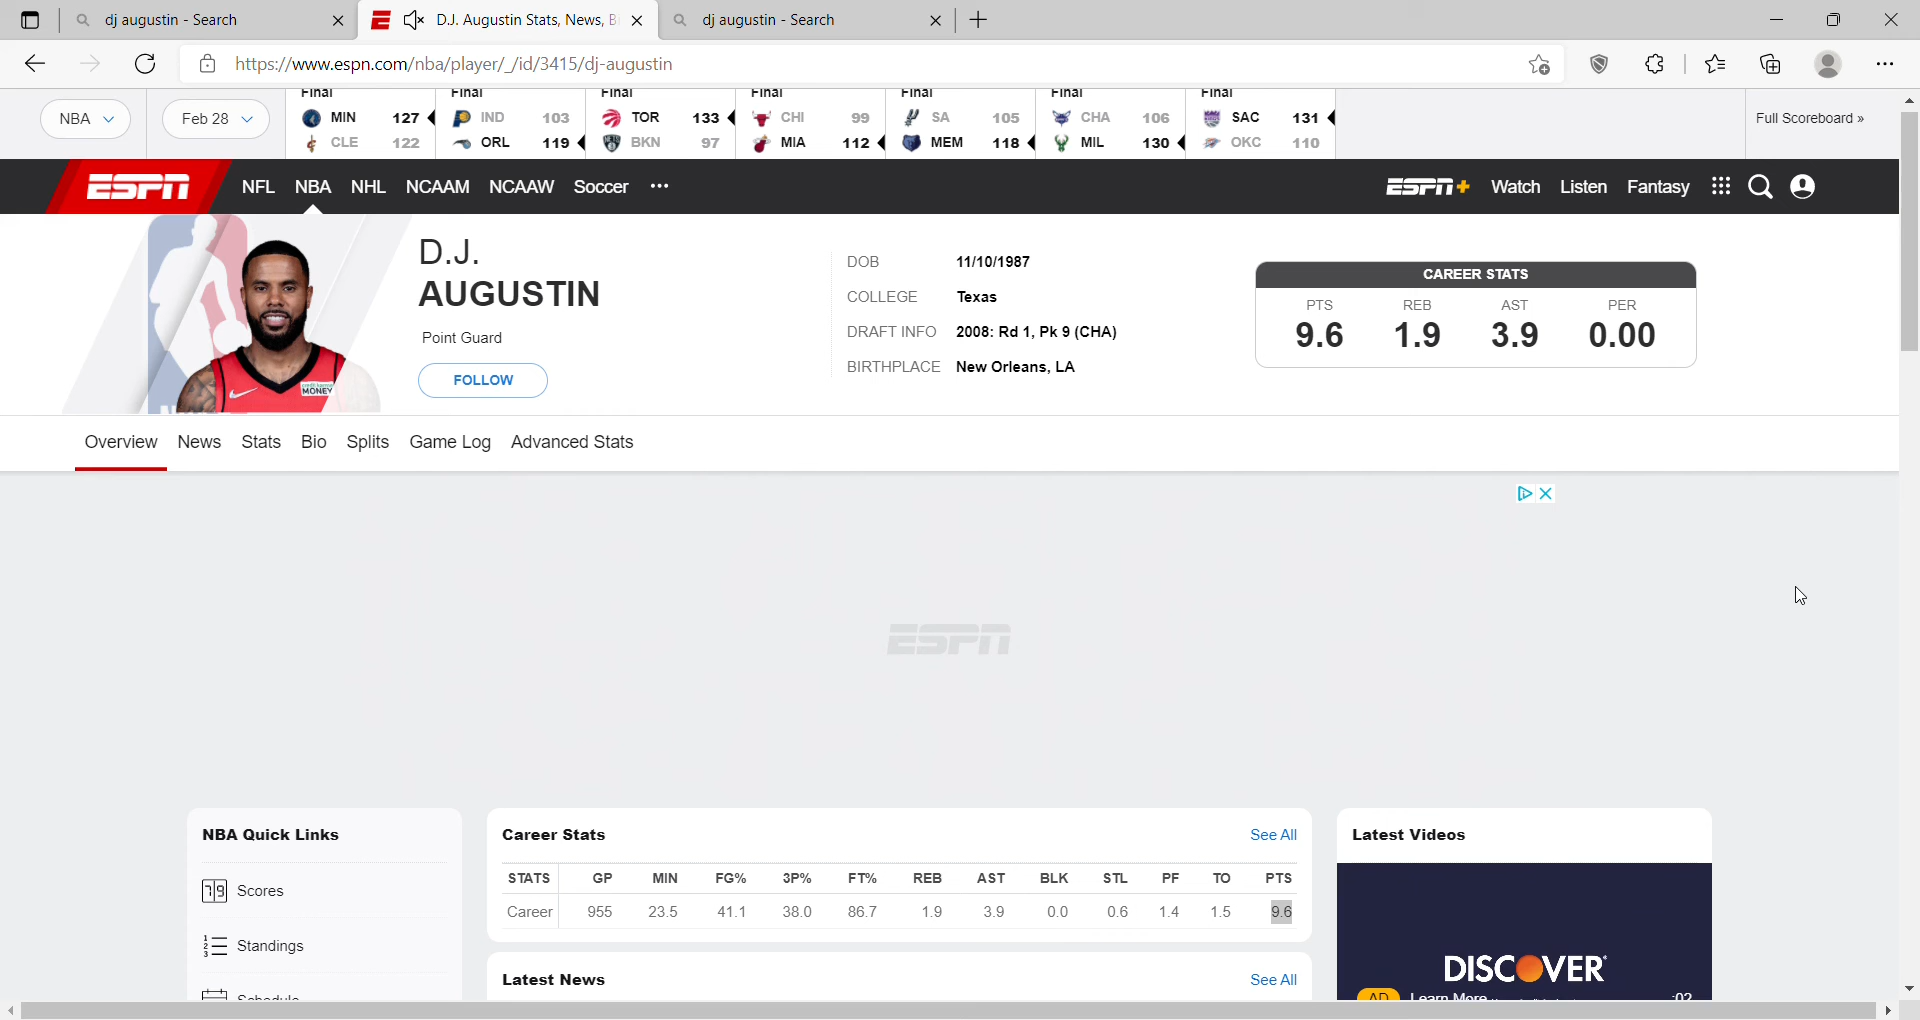 dj augustin - Search
D.J. Augustin Stats, News, B
dj augustin - Search
https://www.espn.com/nba/player/_/id/3415/dj-augustin
NBA
Feb 28
Final
MIN 127
CLE 122
Final
IND 103
ORL 119
Final
TOR 133
BKN 97
Final
CHI 99
MIA 112
Final
SA 105
MEM 118
Final
CHA 106
MIL 130
Final
SAC 131
OKC 110
Full Scoreboard »
ESPN NFL NBA NHL NCAAM NCAAW Soccer ••• ESPN+ Watch Listen Fantasy
D.J.
AUGUSTIN
Point Guard
FOLLOW
MONEY
DOB 11/10/1987
COLLEGE Texas
DRAFT INFO 2008: Rd 1, Pk 9 (CHA)
BIRTHPLACE New Orleans, LA
CAREER STATS
PTS REB AST PER
9.6 1.9 3.9 0.00
Overview News Stats Bio Splits Game Log Advanced Stats
ESPN
NBA Quick Links
Scores
Standings
Schedule
Career Stats See All
STATS GP MIN FG% 3P% FT% REB AST BLK STL PF TO PTS
Career 955 23.5 41.1 38.0 86.7 1.9 3.9 0.0 0.6 1.4 1.5 9.6
Latest News See All
Latest Videos
DISCOVER
AD Learn More :02